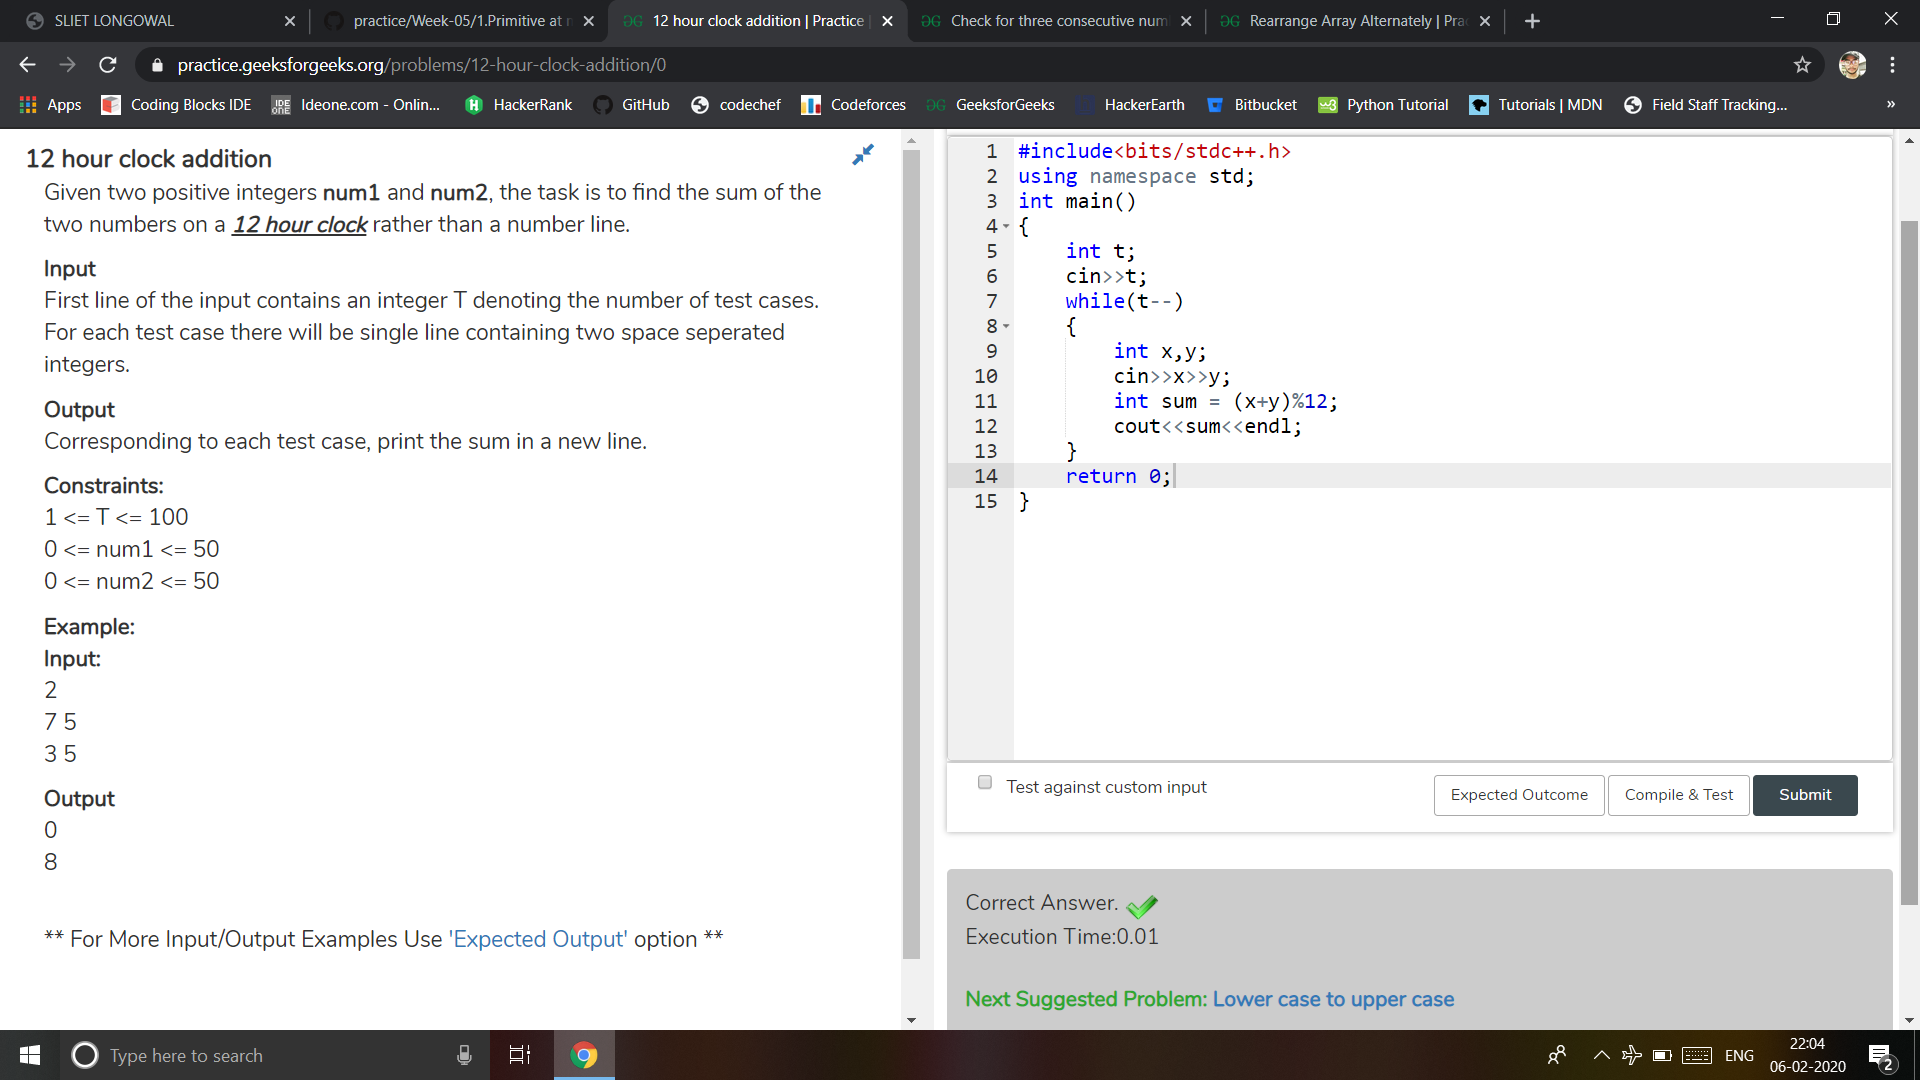 SLIET LONGOWAL
practice/Week-05/1.Primitive at
12 hour clock addition | Practice
Check for three consecutive num
Rearrange Array Alternately | Pra
practice.geeksforgeeks.org/problems/12-hour-clock-addition/0
Apps
Coding Blocks IDE
Ideone.com - Onlin...
HackerRank
GitHub
codechef
Codeforces
GeeksforGeeks
HackerEarth
Bitbucket
Python Tutorial
Tutorials | MDN
Field Staff Tracking...
»
12 hour clock addition
Given two positive integers num1 and num2, the task is to find the sum of the
two numbers on a 12 hour clock rather than a number line.
Input
First line of the input contains an integer T denoting the number of test cases.
For each test case there will be single line containing two space seperated
integers.
Output
Corresponding to each test case, print the sum in a new line.
Constraints:
1 <= T <= 100
0 <= num1 <= 50
0 <= num2 <= 50
Example:
Input:
2
7 5
3 5
Output
0
8
** For More Input/Output Examples Use 'Expected Output' option **
1 #include<bits/stdc++.h>
2 using namespace std;
3 int main()
4 {
5 int t;
6 cin>>t;
7 while(t--)
8 {
9 int x,y;
10 cin>>x>>y;
11 int sum = (x+y)%12;
12 cout<<sum<<endl;
13 }
14 return 0;
15 }
Test against custom input
Expected Outcome
Compile & Test
Submit
Correct Answer.
Execution Time:0.01
Next Suggested Problem: Lower case to upper case
Type here to search
ENG
22:04
06-02-2020
2